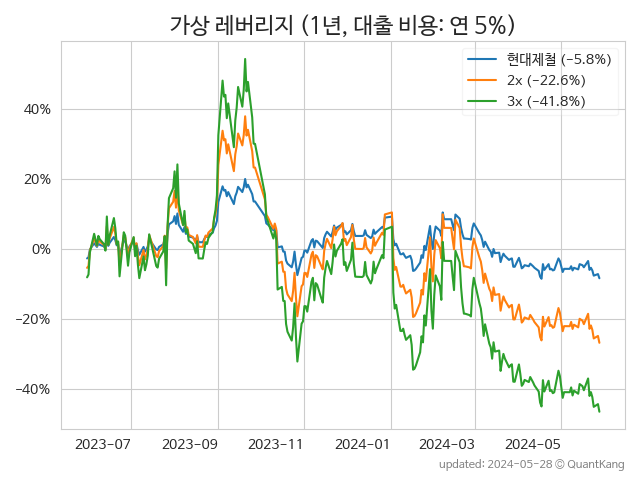 가상 레버리지 (1년, 대출 비용: 연 5%)
현대제철 (−5.8%)
2x (−22.6%)
3x (−41.8%)
40%
20%
0%
−20%
−40%
2023-07 2023-09 2023-11 2024-01 2024-03 2024-05
updated: 2024-05-28 © QuantKang